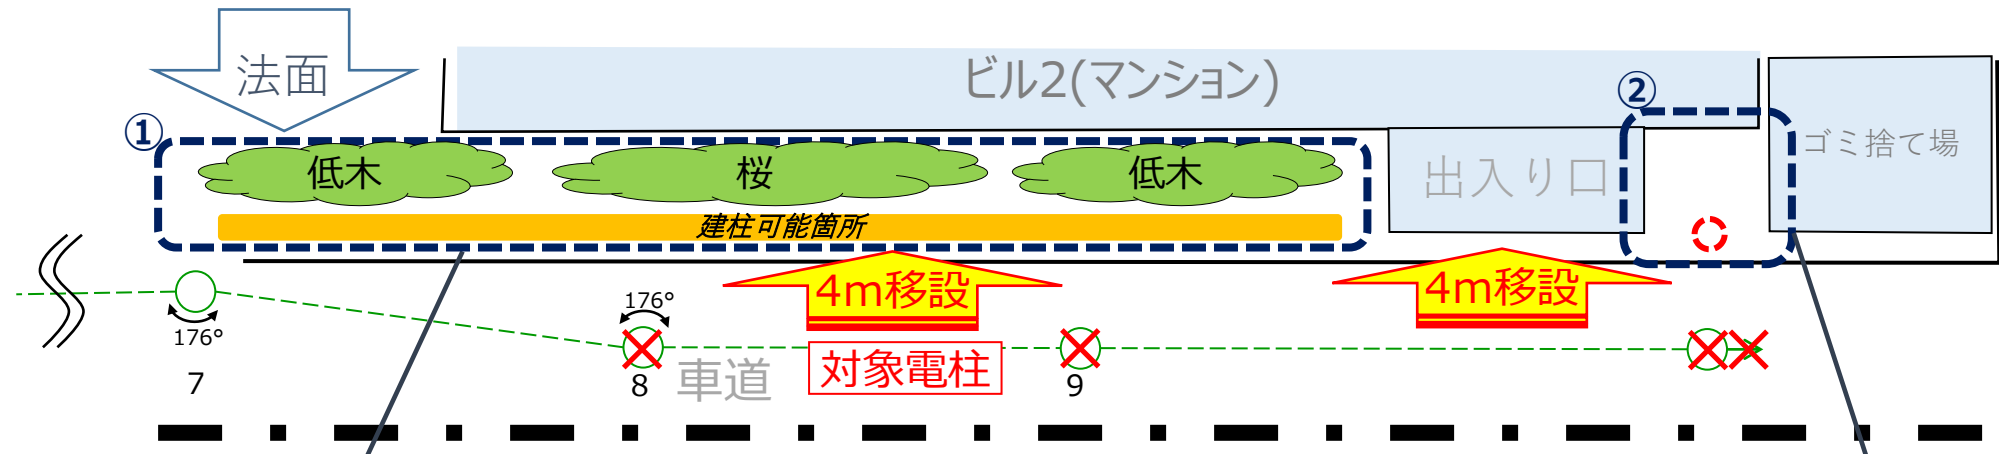 法面
ビル2(マンション)
②
①
ゴミ捨て場
低木
桜
低木
出入り口
建柱可能箇所
4m移設
4m移設
176°
176°
対象電柱
車道
7
8
9